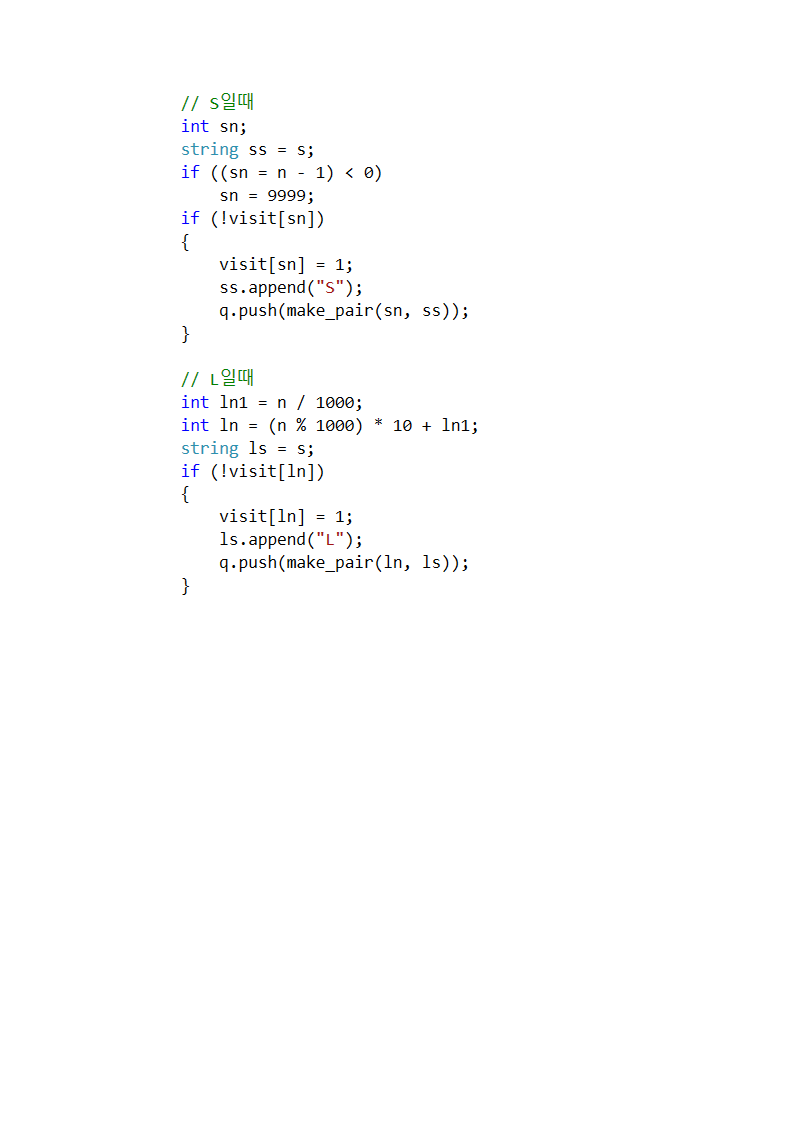 // S일때
int sn;
string ss = s;
if ((sn = n - 1) < 0)
    sn = 9999;
if (!visit[sn])
{
    visit[sn] = 1;
    ss.append("S");
    q.push(make_pair(sn, ss));
}

// L일때
int ln1 = n / 1000;
int ln = (n % 1000) * 10 + ln1;
string ls = s;
if (!visit[ln])
{
    visit[ln] = 1;
    ls.append("L");
    q.push(make_pair(ln, ls));
}